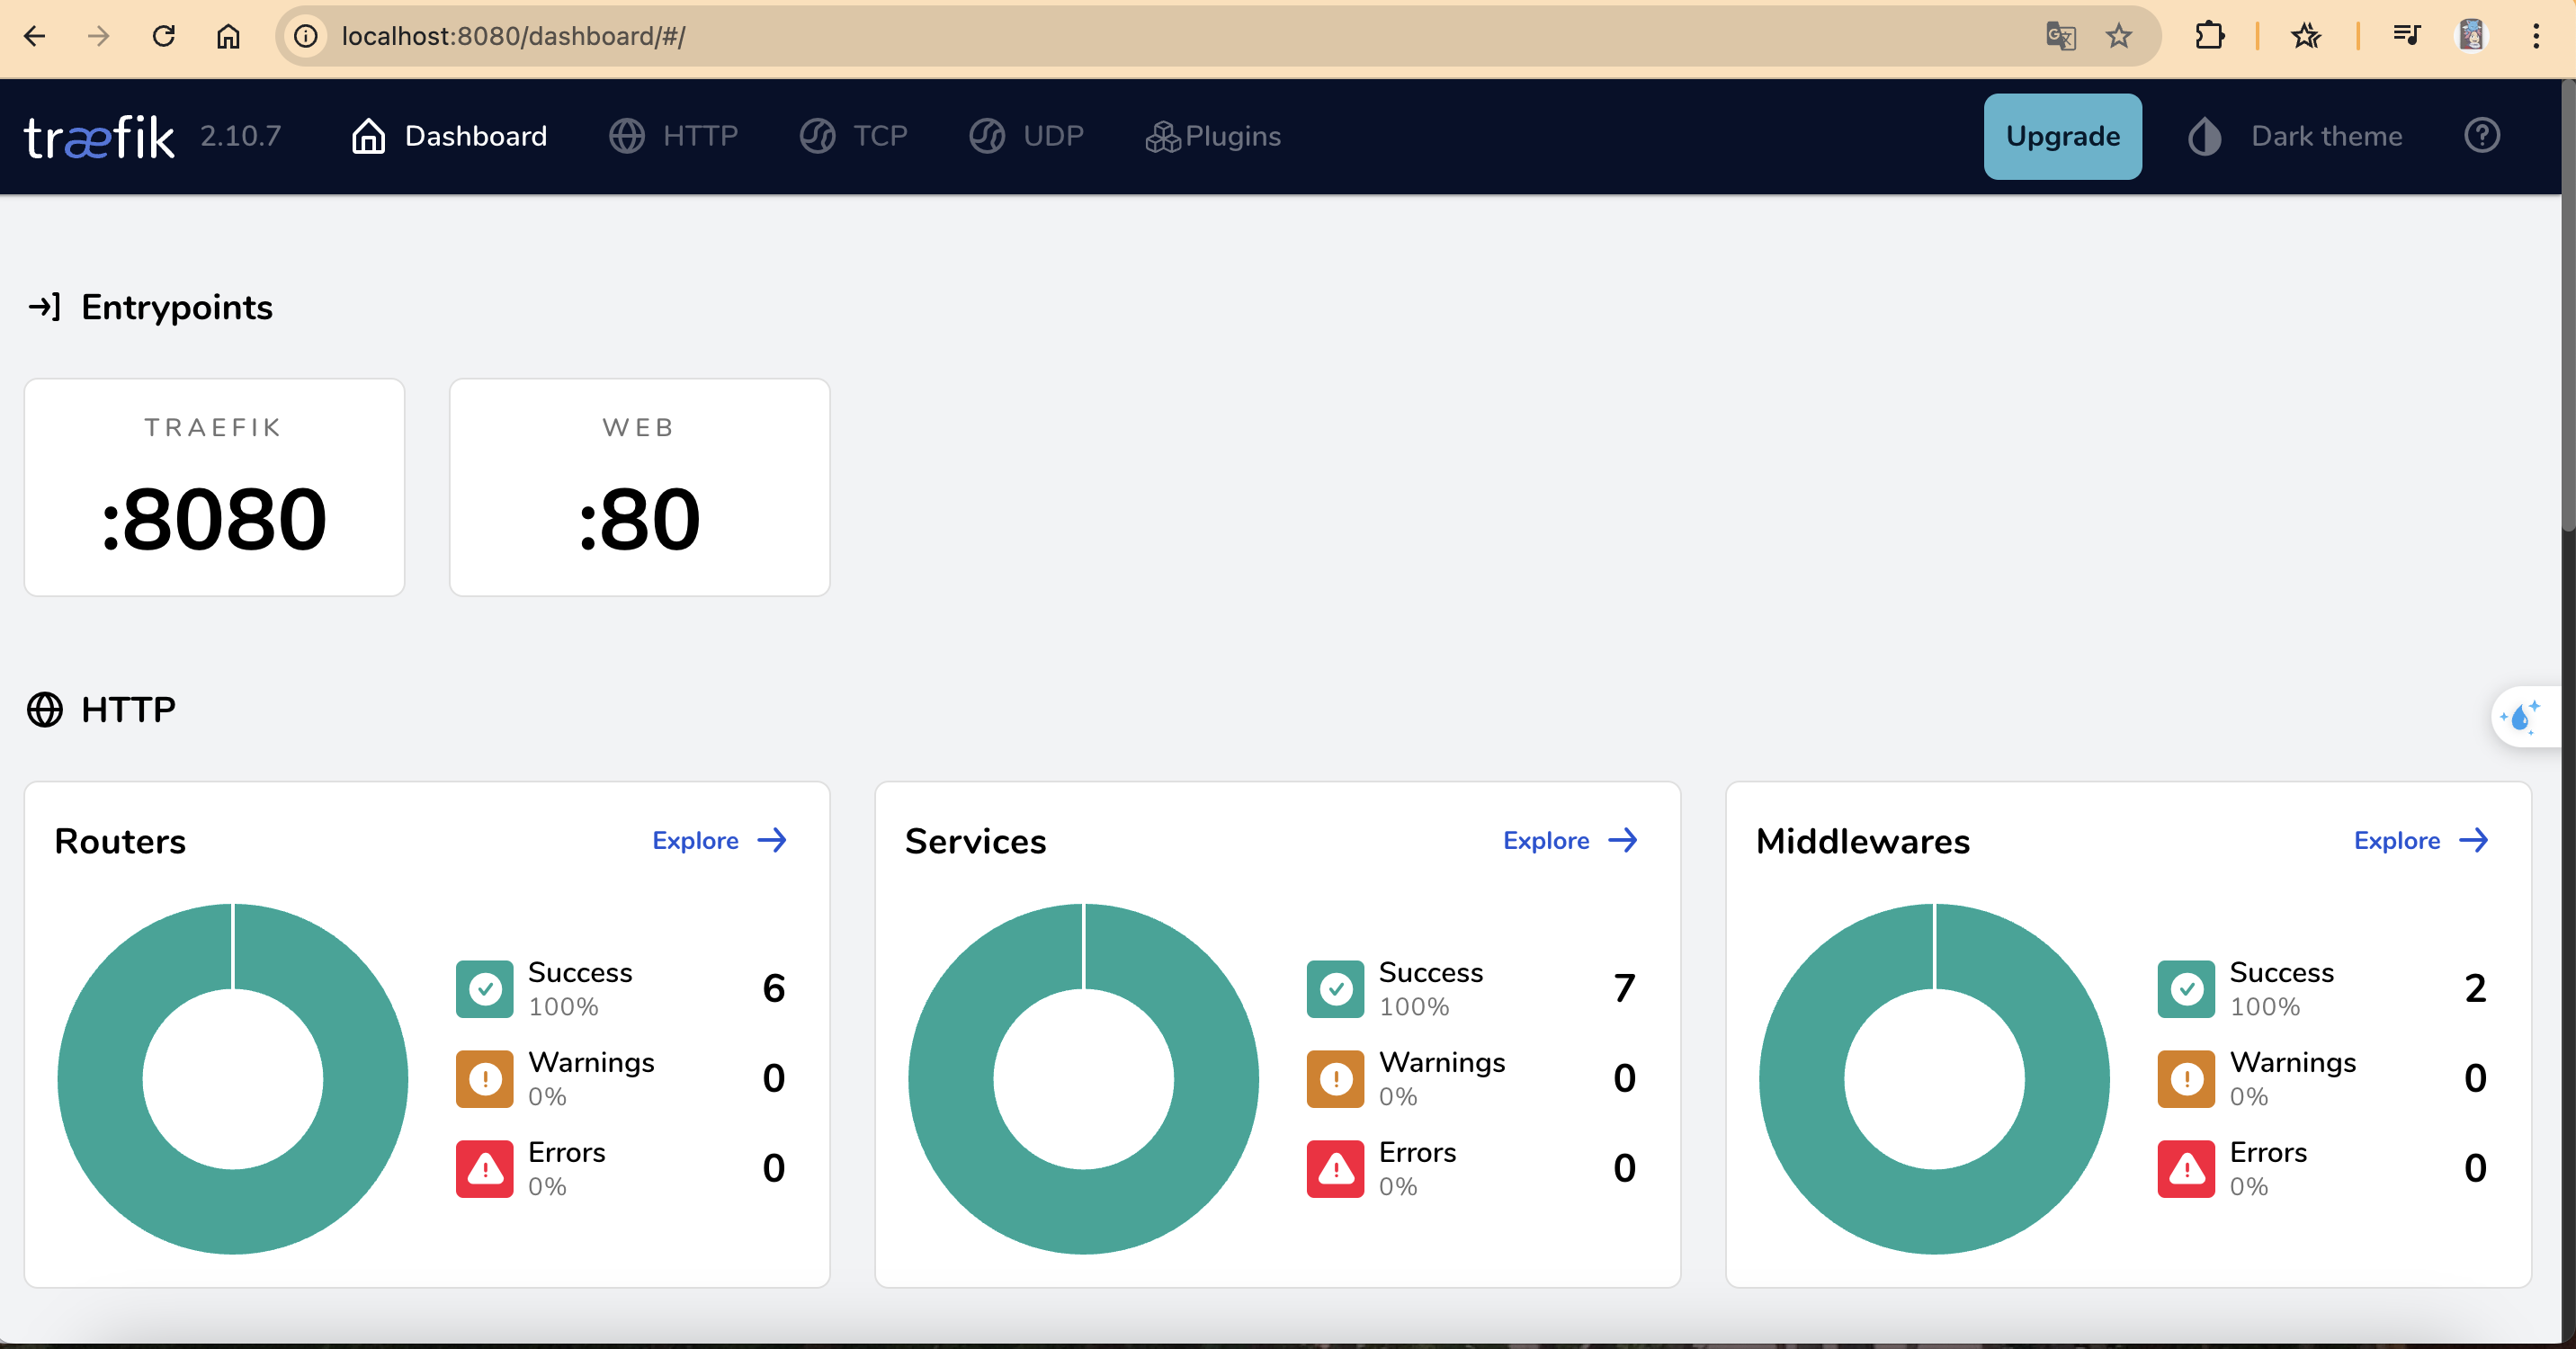 localhost:8080/dashboard/#/
træfik 2.10.7 Dashboard HTTP TCP UDP Plugins Upgrade Dark theme
Entrypoints
TRAEFIK
:8080
WEB
:80
HTTP
Routers Explore
Success 6
100%
Warnings 0
0%
Errors 0
0%
Services Explore
Success 7
100%
Warnings 0
0%
Errors 0
0%
Middlewares Explore
Success 2
100%
Warnings 0
0%
Errors 0
0%